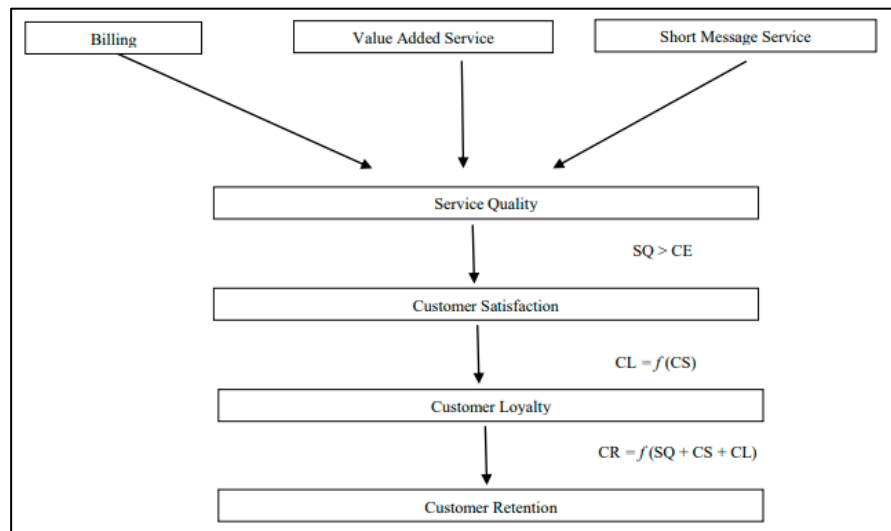 Billing
Value Added Service
Short Message Service
Service Quality
SQ > CE
Customer Satisfaction
CL = f (CS)
Customer Loyalty
CR = f (SQ + CS + CL)
Customer Retention